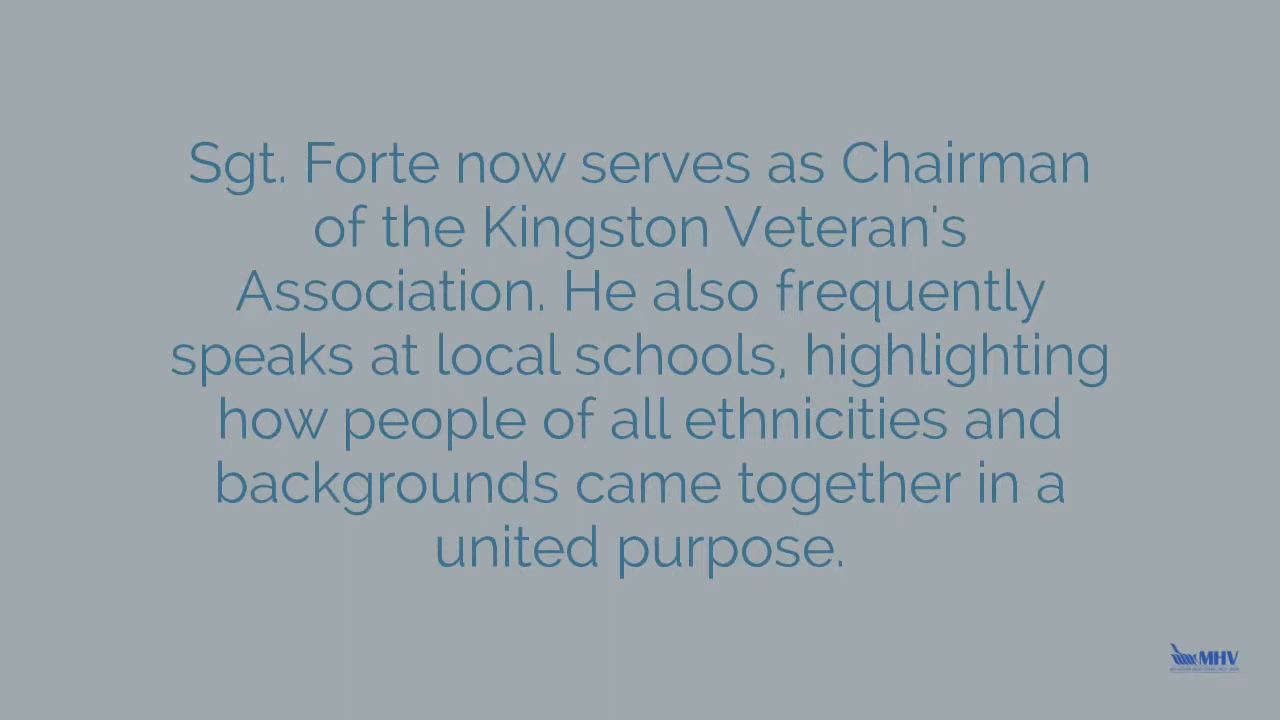 Sgt. Forte now serves as Chairman
of the Kingston Veteran's
Association. He also frequently
speaks at local schools, highlighting
how people of all ethnicities and
backgrounds came together in a
united purpose.
MHV